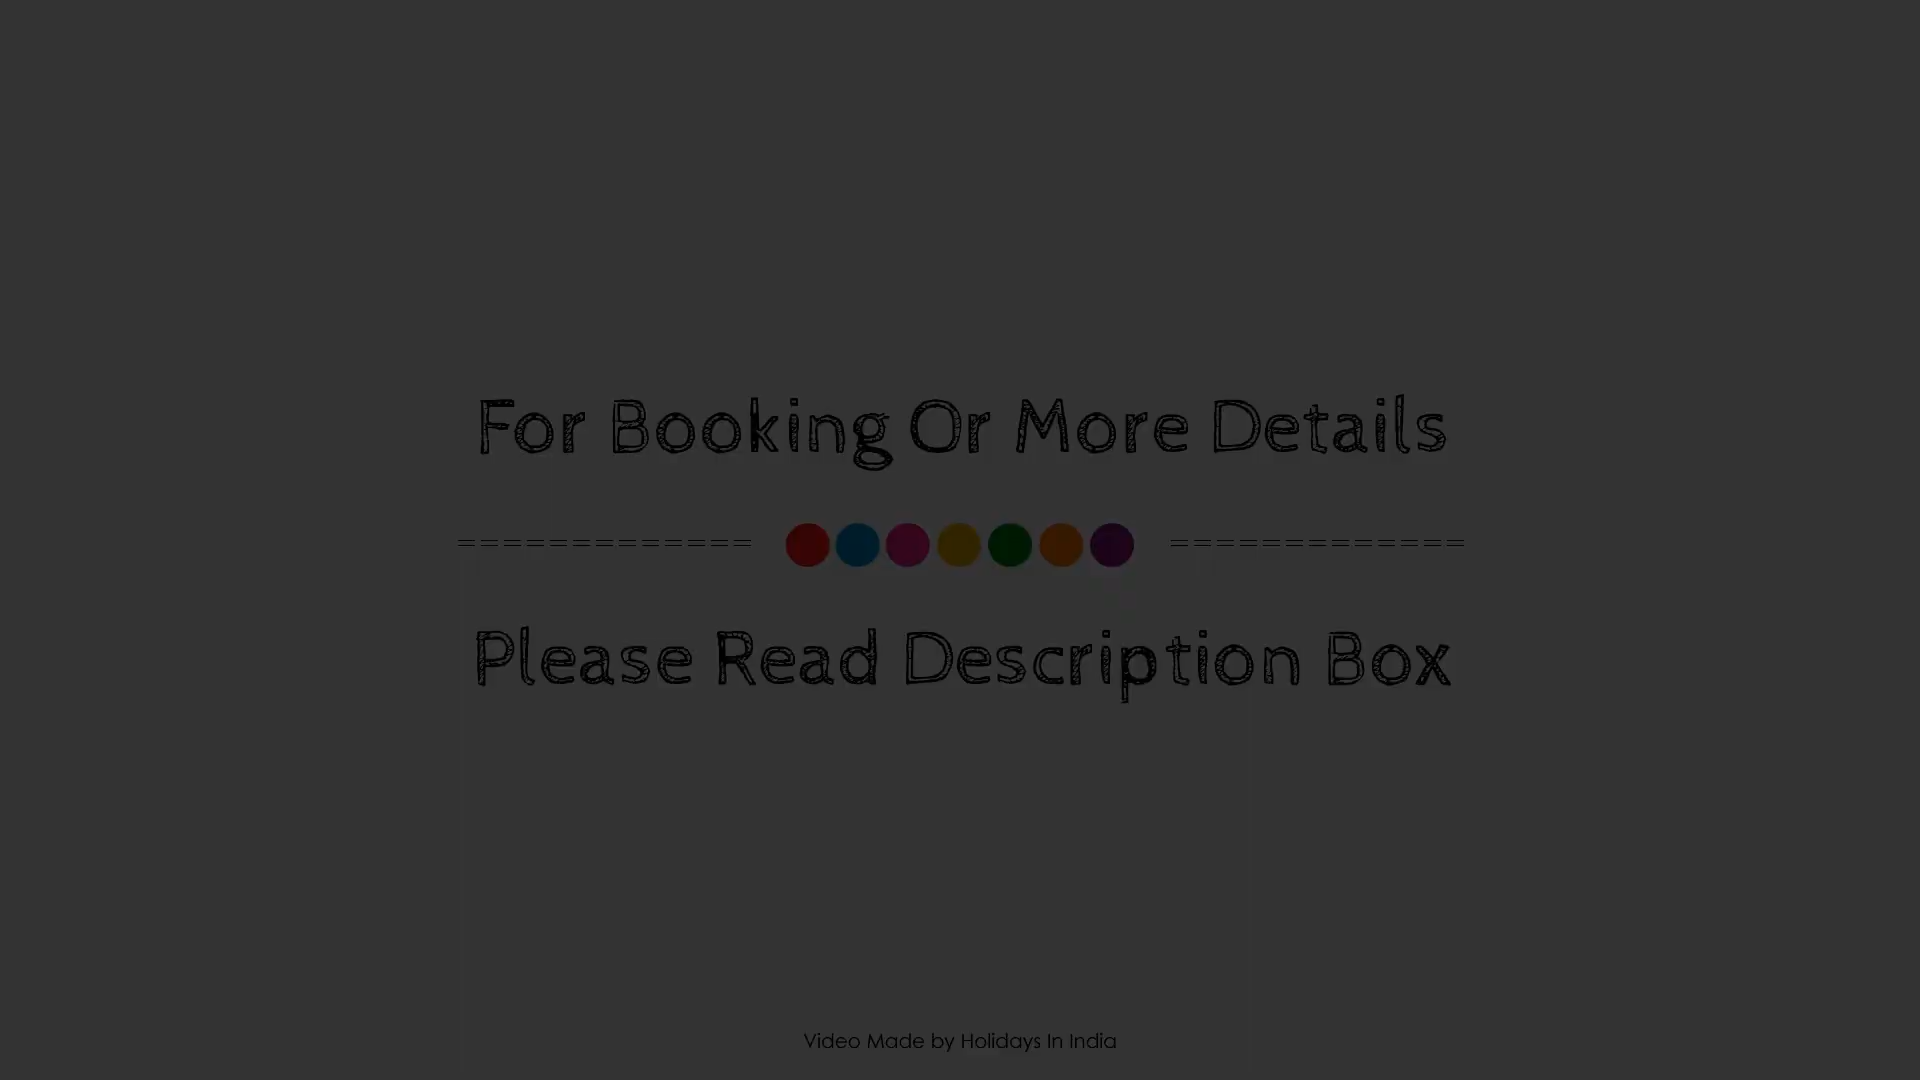 For Booking Or More Details
============= =============
Please Read Description Box
Video Made by Holidays In India